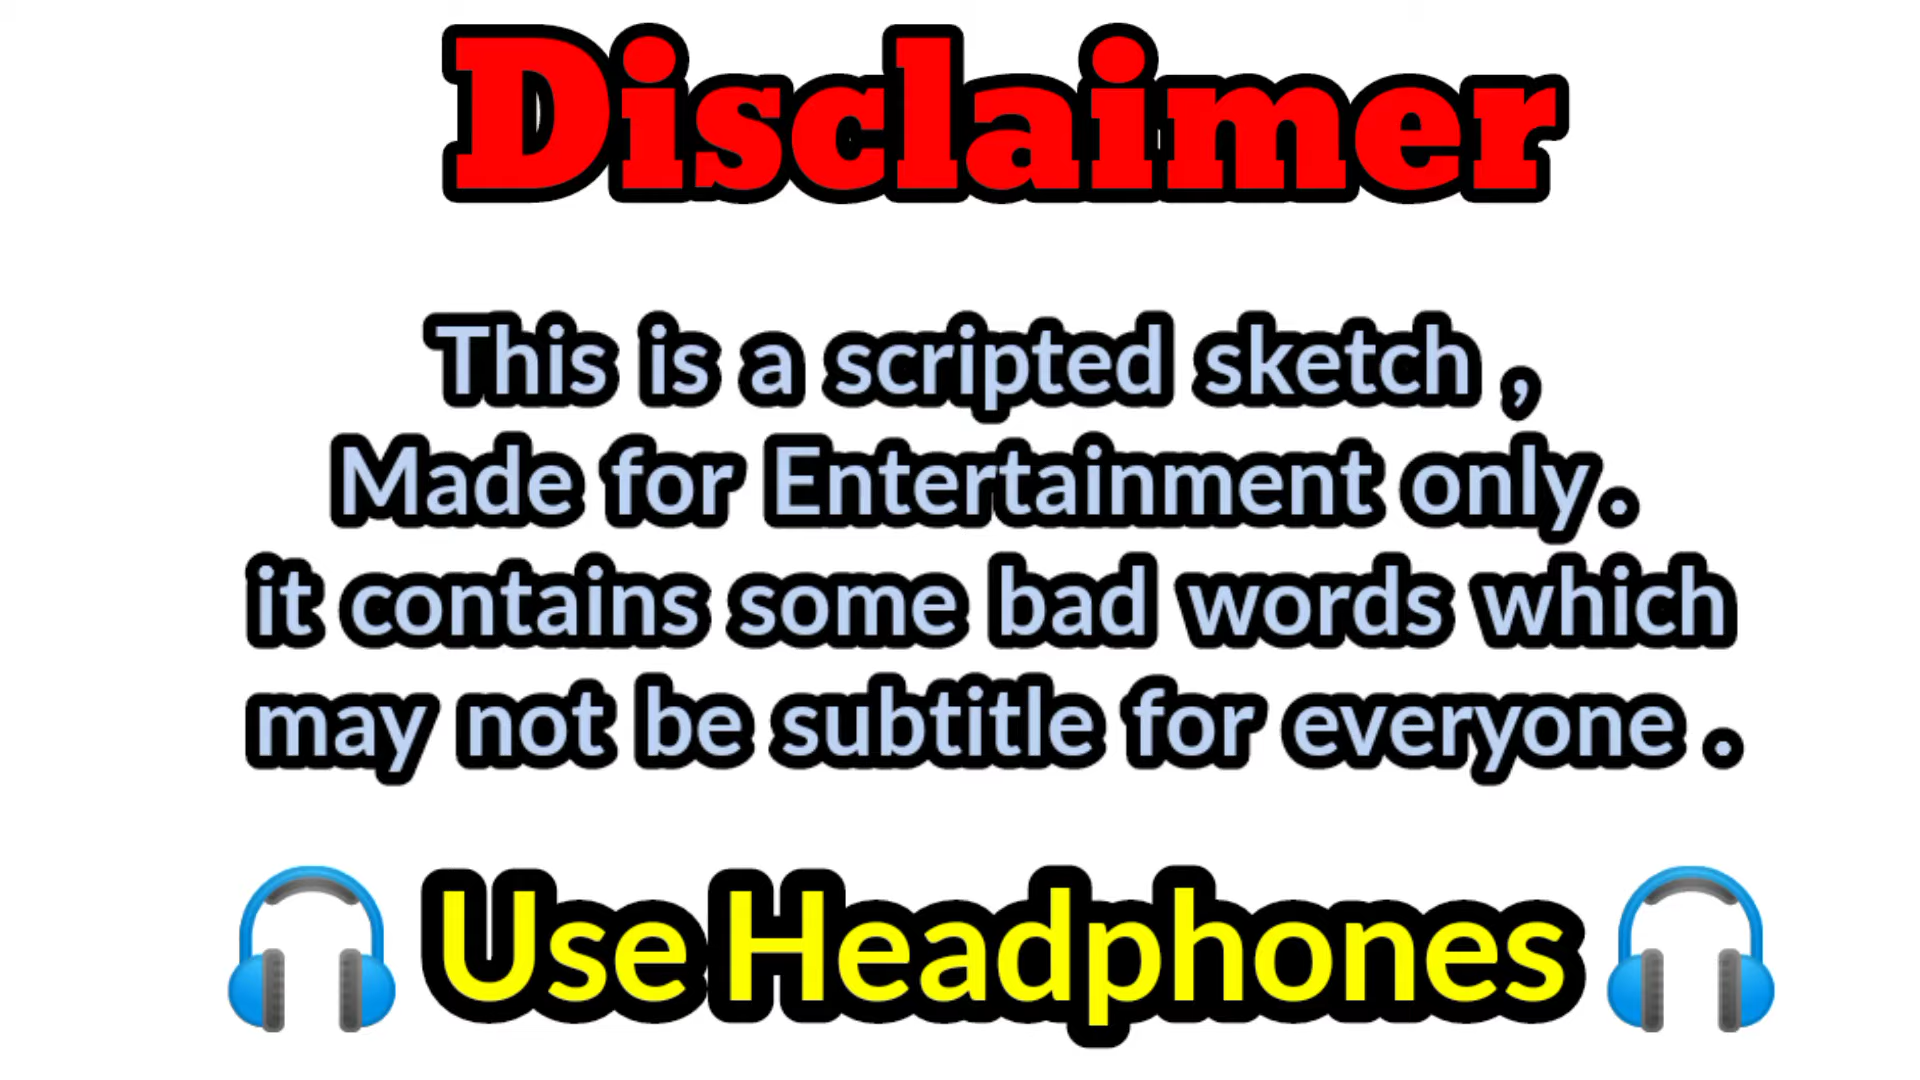 Disclaimer
This is a scripted sketch ,
Made for Entertainment only.
it contains some bad words which
may not be subtitle for everyone .
🎧 Use Headphones 🎧